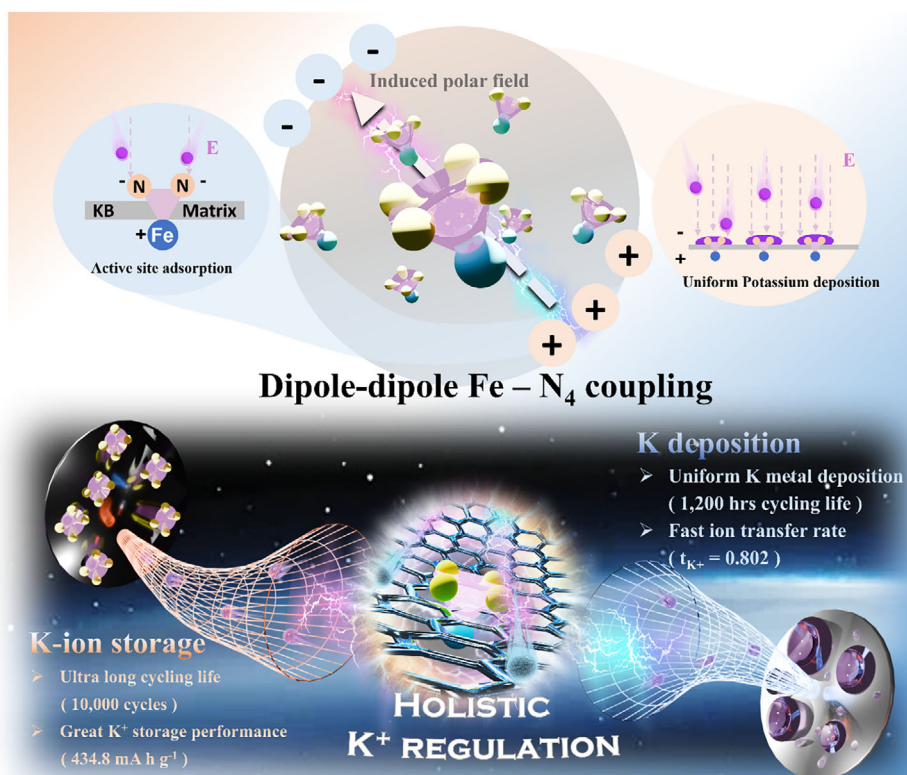 -
-
-
-
Induced polar field
E
- N N -
KB Matrix
+ Fe
Active site adsorption
E
-
+
Uniform Potassium deposition
+
+
+
Dipole-dipole Fe – N₄ coupling
K deposition
➢ Uniform K metal deposition
( 1,200 hrs cycling life )
➢ Fast ion transfer rate
( tK+ = 0.802 )
K-ion storage
➢ Ultra long cycling life
( 10,000 cycles )
➢ Great K⁺ storage performance
( 434.8 mA h g⁻¹ )
HOLISTIC
K⁺ REGULATION